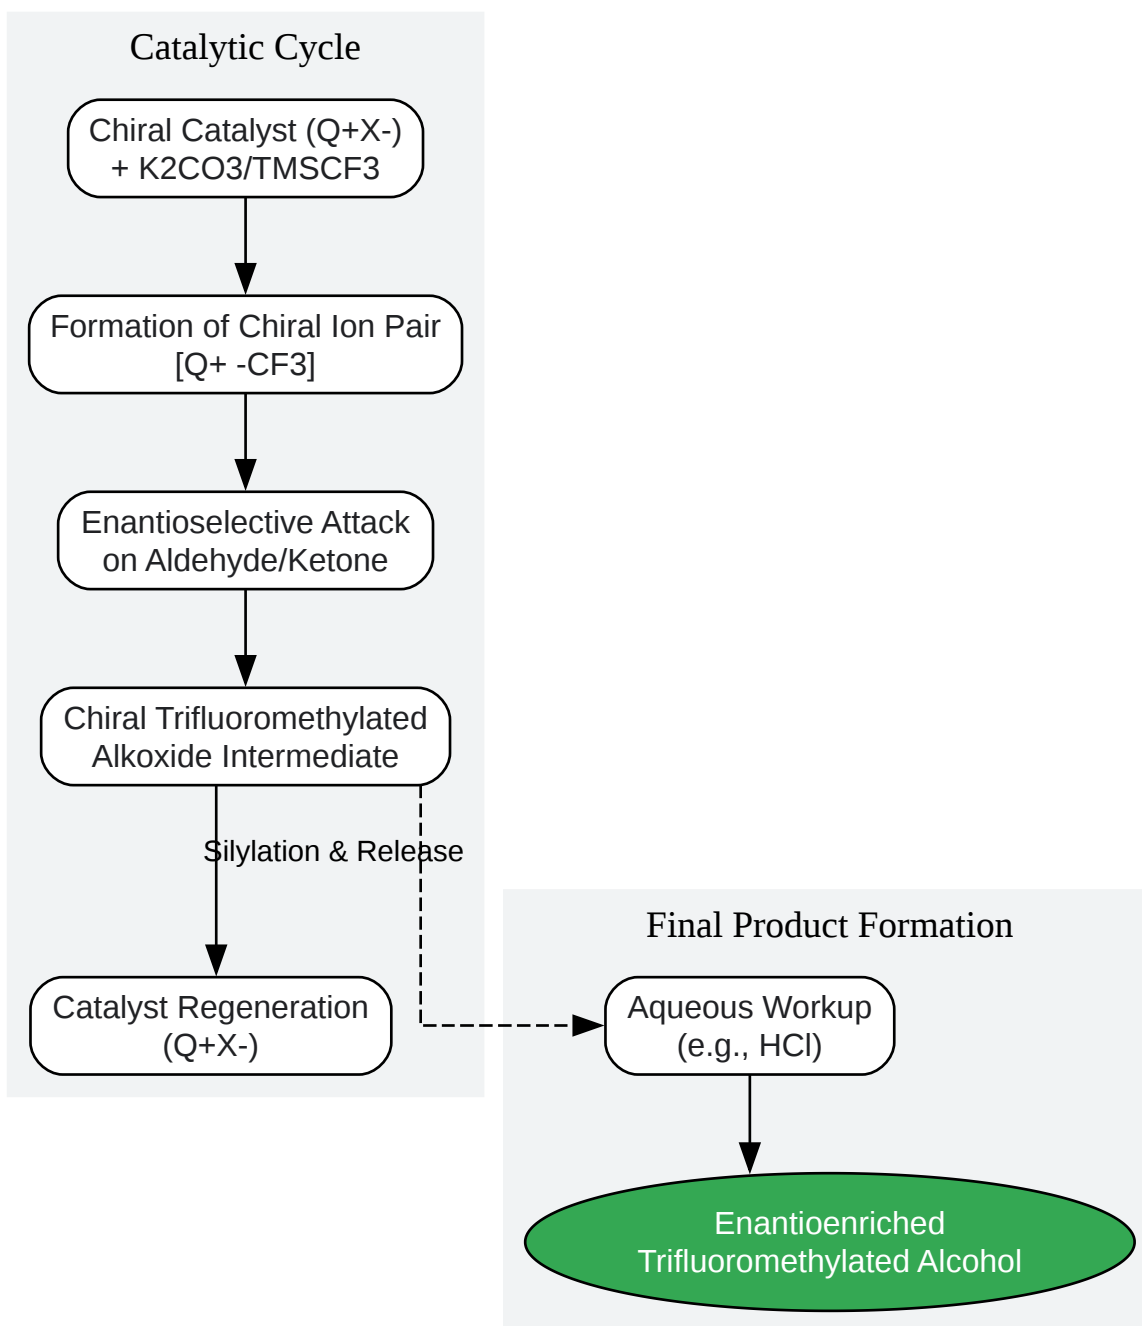 Catalytic Cycle
Chiral Catalyst (Q+X-)
+ K2CO3/TMSCF3
Formation of Chiral Ion Pair
[Q+ -CF3]
Enantioselective Attack
on Aldehyde/Ketone
Chiral Trifluoromethylated
Alkoxide Intermediate
Silylation & Release
Catalyst Regeneration
(Q+X-)
Final Product Formation
Aqueous Workup
(e.g., HCl)
Enantioenriched
Trifluoromethylated Alcohol